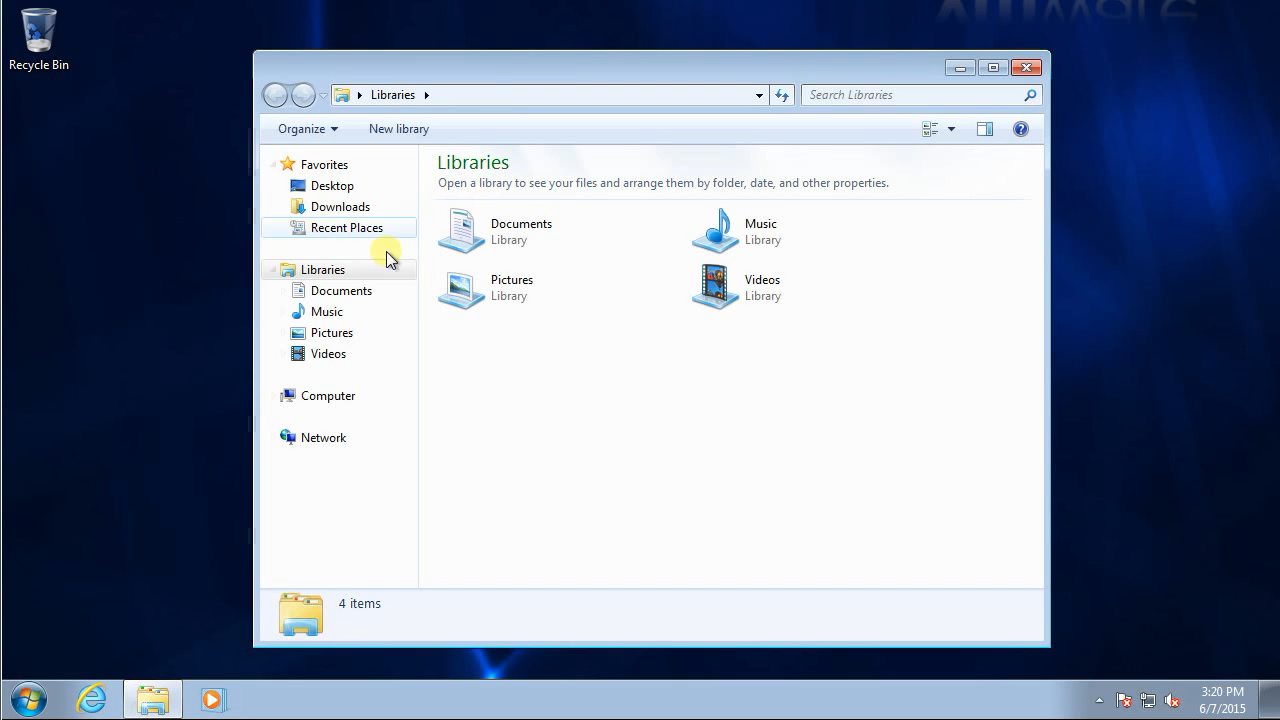 Recycle Bin
Libraries
Search Libraries
Organize
New library
Favorites
Desktop
Downloads
Recent Places
Libraries
Documents
Music
Pictures
Videos
Computer
Network
Libraries
Open a library to see your files and arrange them by folder, date, and other properties.
Documents
Library
Music
Library
Pictures
Library
Videos
Library
4 items
3:20 PM
6/7/2015